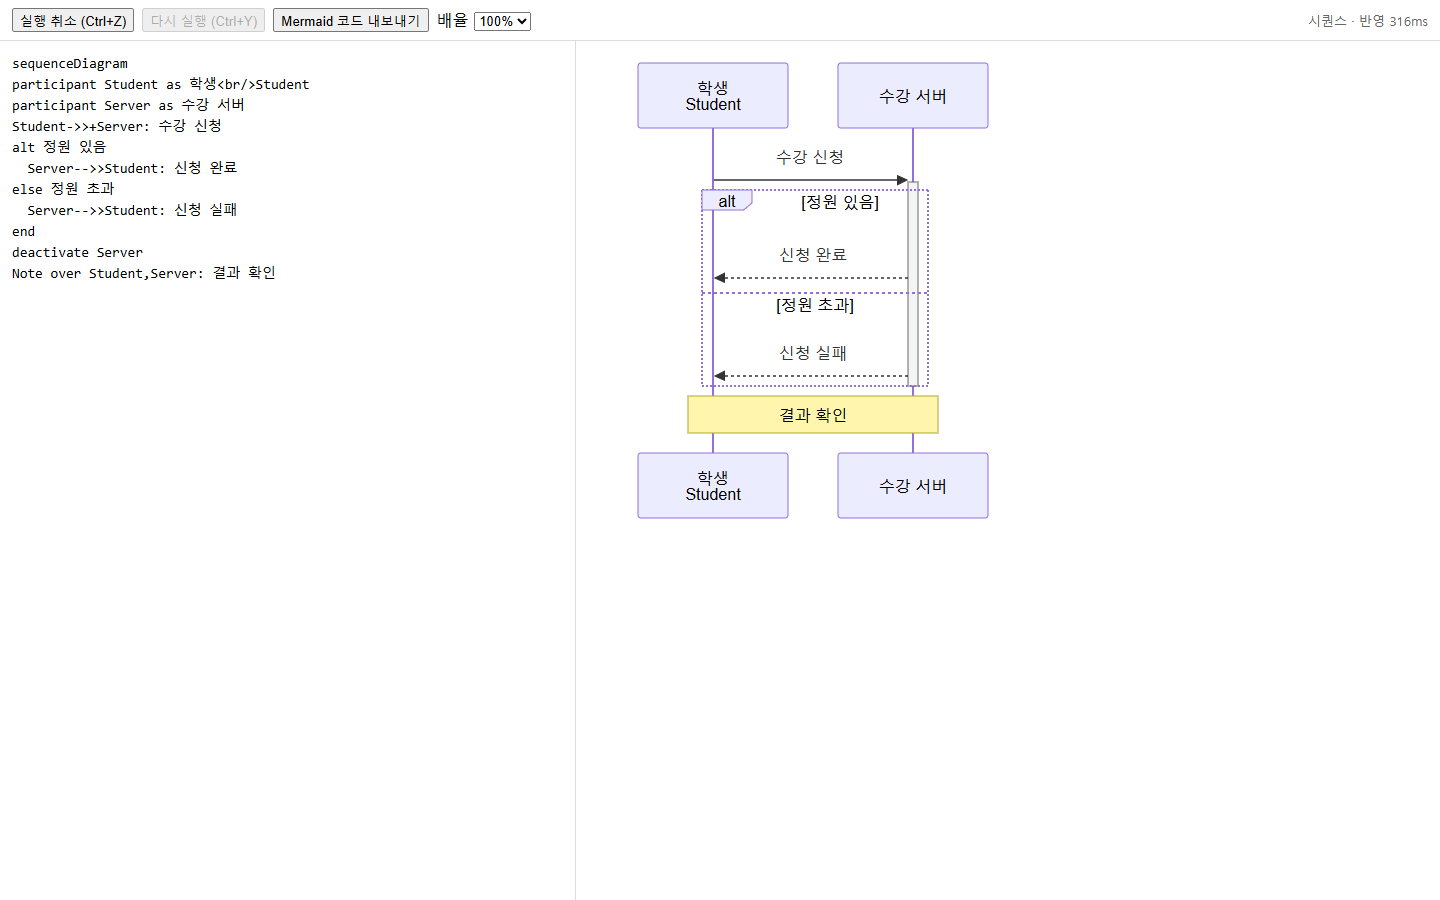 실행 취소 (Ctrl+Z) 다시 실행 (Ctrl+Y) Mermaid 코드 내보내기 배율 100% 시퀀스 · 반영 316ms
sequenceDiagram
participant Student as 학생<br/>Student
participant Server as 수강 서버
Student->>+Server: 수강 신청
alt 정원 있음
  Server-->>Student: 신청 완료
else 정원 초과
  Server-->>Student: 신청 실패
end
deactivate Server
Note over Student,Server: 결과 확인
학생
Student
수강 서버
수강 신청
alt [정원 있음]
신청 완료
[정원 초과]
신청 실패
결과 확인
학생
Student
수강 서버